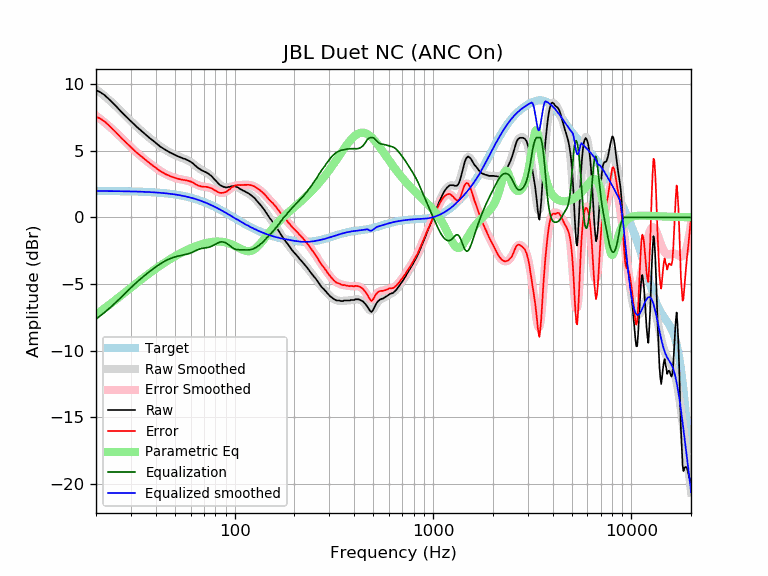 JBL Duet NC (ANC On)
10
5
0
−5
−10
−15
−20
Amplitude (dBr)
Target
Raw Smoothed
Error Smoothed
Raw
Error
Parametric Eq
Equalization
Equalized smoothed
100
1000
10000
Frequency (Hz)